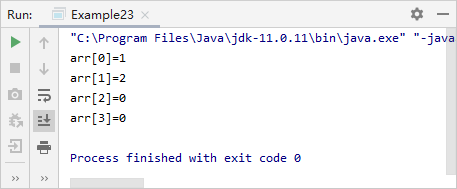 Run: Example23
"C:\Program Files\Java\jdk-11.0.11\bin\java.exe" "-java
arr[0]=1
arr[1]=2
arr[2]=0
arr[3]=0
Process finished with exit code 0